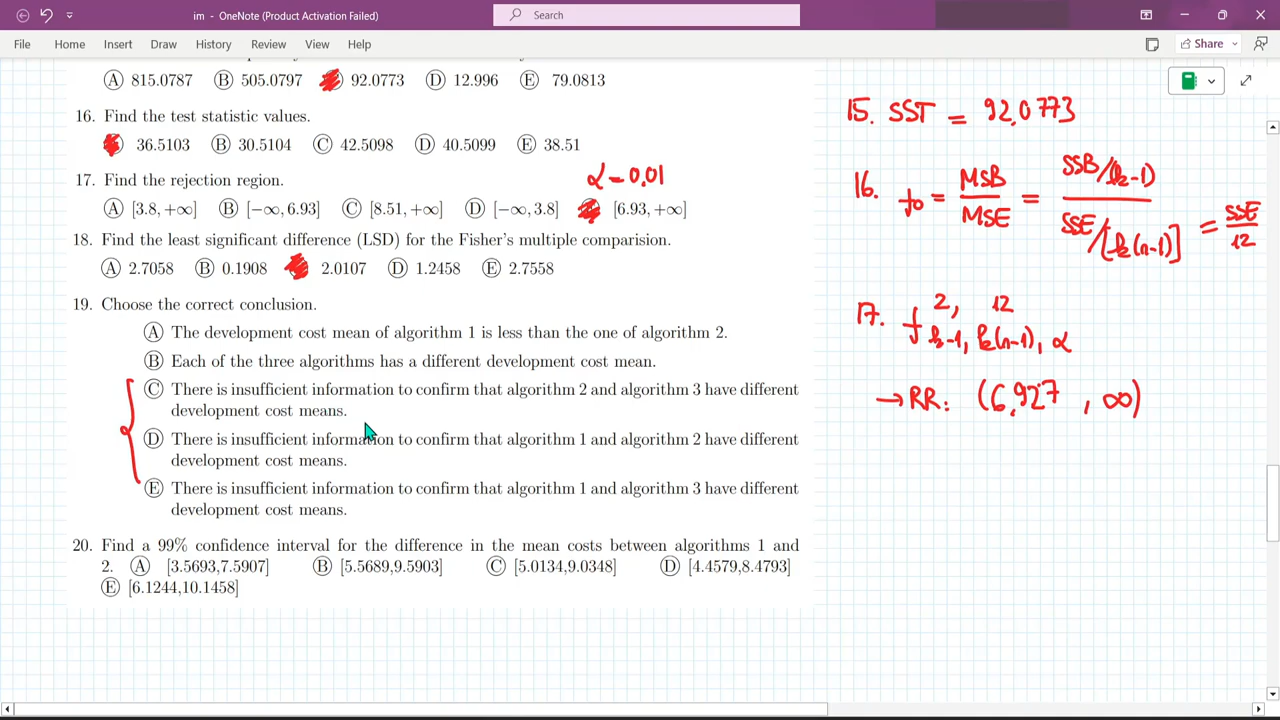 im - OneNote (Product Activation Failed)
Search
File Home Insert Draw History Review View Help
Share
A 815.0787 B 505.0797 92.0773 D 12.996 E 79.0813
16. Find the test statistic values.
36.5103 B 30.5104 C 42.5098 D 40.5099 E 38.51
α = 0.01
17. Find the rejection region.
A [3.8, +∞] B [−∞, 6.93] C [8.51, +∞] D [−∞, 3.8] [6.93, +∞]
18. Find the least significant difference (LSD) for the Fisher's multiple comparision.
A 2.7058 B 0.1908 2.0107 D 1.2458 E 2.7558
19. Choose the correct conclusion.
A The development cost mean of algorithm 1 is less than the one of algorithm 2.
B Each of the three algorithms has a different development cost mean.
C There is insufficient information to confirm that algorithm 2 and algorithm 3 have different
development cost means.
D There is insufficient information to confirm that algorithm 1 and algorithm 2 have different
development cost means.
E There is insufficient information to confirm that algorithm 1 and algorithm 3 have different
development cost means.
20. Find a 99% confidence interval for the difference in the mean costs between algorithms 1 and
2. A [3.5693,7.5907] B [5.5689,9.5903] C [5.0134,9.0348] D [4.4579,8.4793]
E [6.1244,10.1458]
15. SST = 92.0773
16. f0 = MSB/MSE = SSB/(k-1) / SSE/[k(n-1)] = SSE/12
17. f k-1, k(n-1), α
2, 12
→ RR: (6.927, ∞)